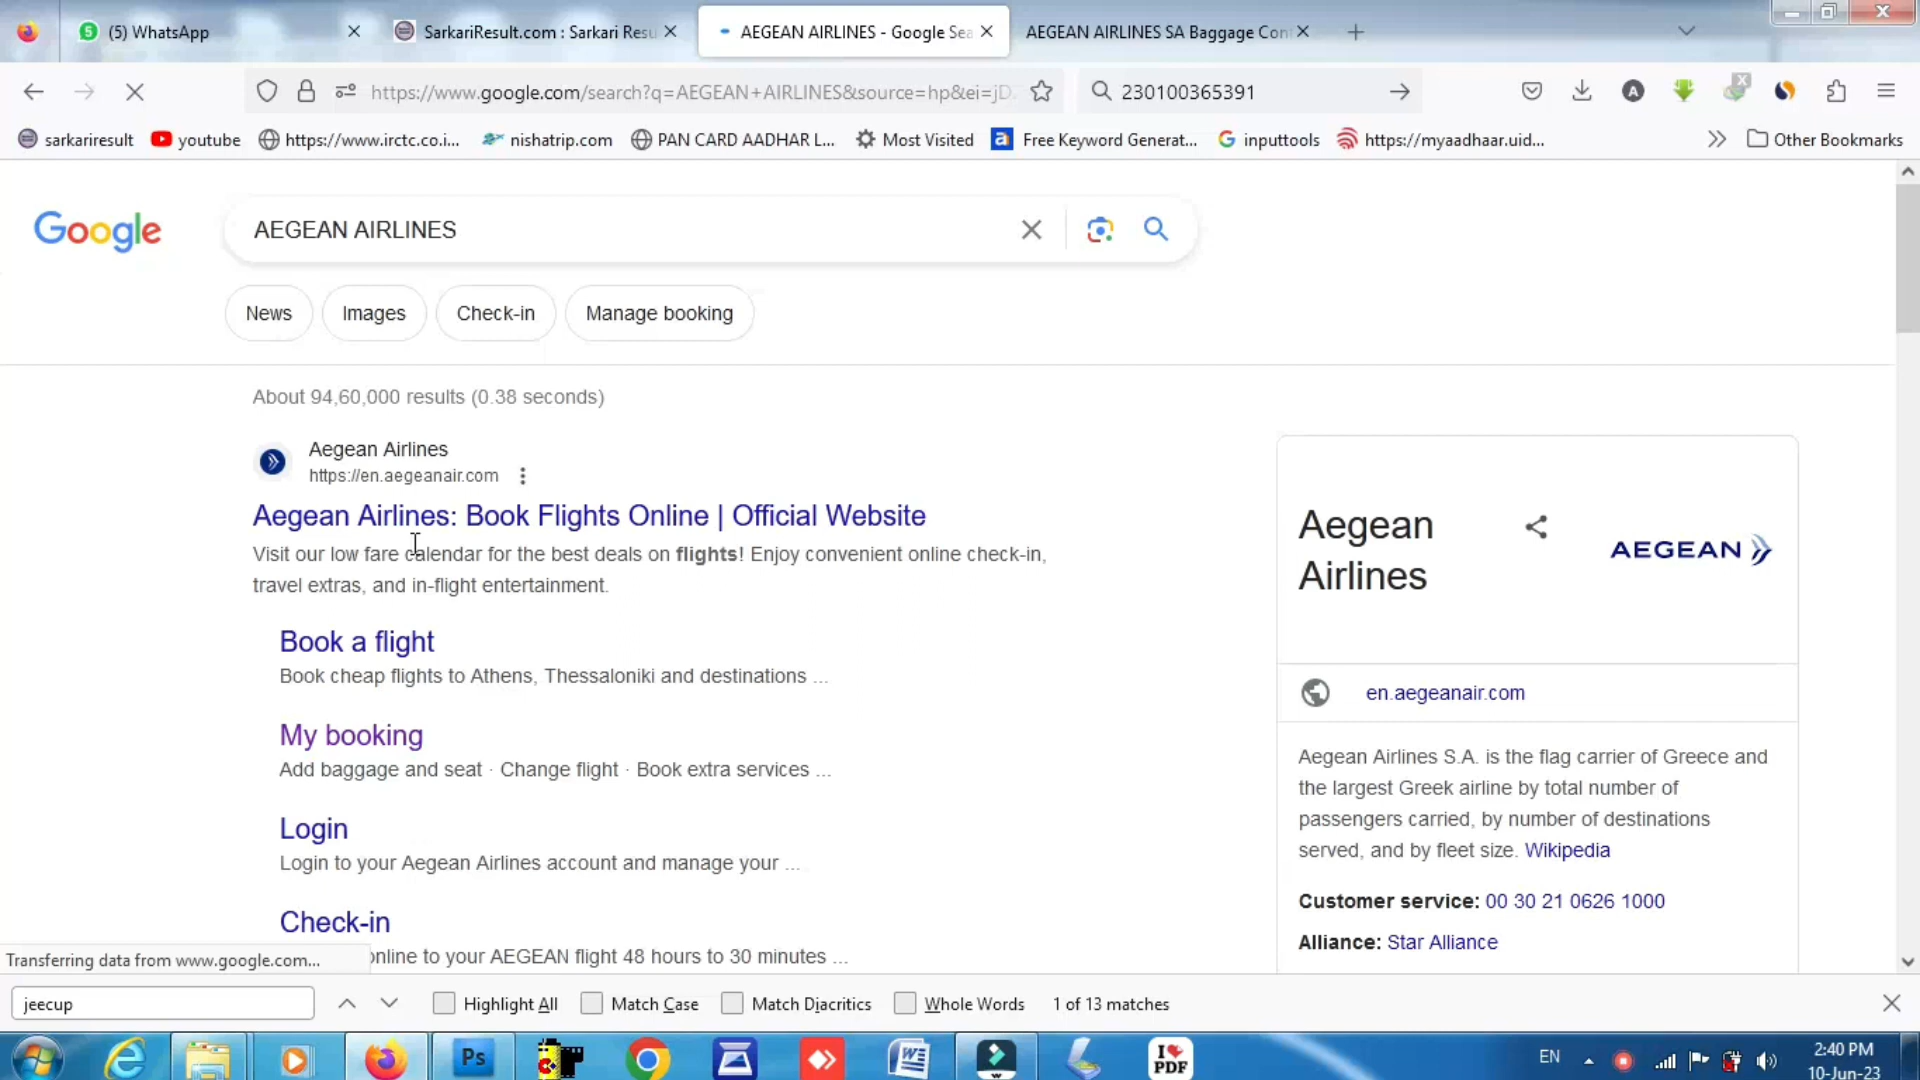 (5) WhatsApp
SarkariResult.com : Sarkari Resu
AEGEAN AIRLINES - Google Sea
AEGEAN AIRLINES SA Baggage Con
https://www.google.com/search?q=AEGEAN+AIRLINES&source=hp&ei=jD
230100365391
sarkariresult
youtube
https://www.irctc.co.i...
nishatrip.com
PAN CARD AADHAR L...
Most Visited
a Free Keyword Generat...
inputtools
https://myaadhaar.uid...
Other Bookmarks
Google
AEGEAN AIRLINES
News
Images
Check-in
Manage booking
About 94,60,000 results (0.38 seconds)
Aegean Airlines
https://en.aegeanair.com
Aegean Airlines: Book Flights Online | Official Website
Visit our low fare calendar for the best deals on flights! Enjoy convenient online check-in,
travel extras, and in-flight entertainment.
Book a flight
Book cheap flights to Athens, Thessaloniki and destinations ...
My booking
Add baggage and seat · Change flight · Book extra services ...
Login
Login to your Aegean Airlines account and manage your ...
Check-in
online to your AEGEAN flight 48 hours to 30 minutes ...
Aegean
Airlines
AEGEAN
en.aegeanair.com
Aegean Airlines S.A. is the flag carrier of Greece and
the largest Greek airline by total number of
passengers carried, by number of destinations
served, and by fleet size. Wikipedia
Customer service: 00 30 21 0626 1000
Alliance: Star Alliance
Transferring data from www.google.com...
jeecup
Highlight All
Match Case
Match Diacritics
Whole Words
1 of 13 matches
Ps
I
PDF
EN
2:40 PM
10-Jun-23